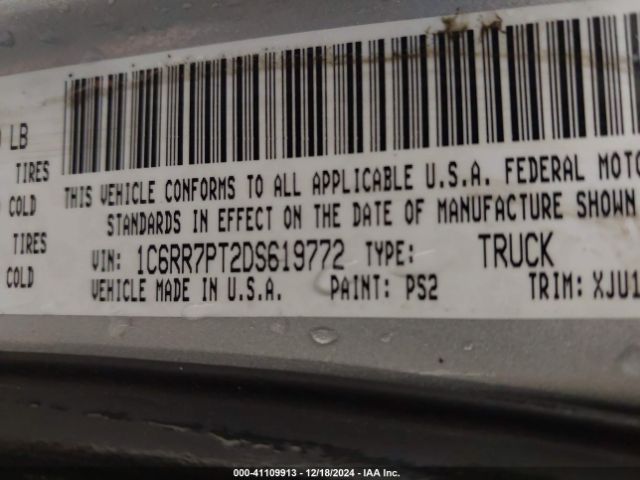 LB
TIRES
COLD
THIS VEHICLE CONFORMS TO ALL APPLICABLE U.S.A. FEDERAL MOTO
STANDARDS IN EFFECT ON THE DATE OF MANUFACTURE SHOWN
TIRES
COLD
VIN: 1C6RR7PT2DS619772 TYPE: TRUCK
VEHICLE MADE IN U.S.A. PAINT: PS2 TRIM: XJU1
000-41109913 - 12/18/2024 - IAA Inc.